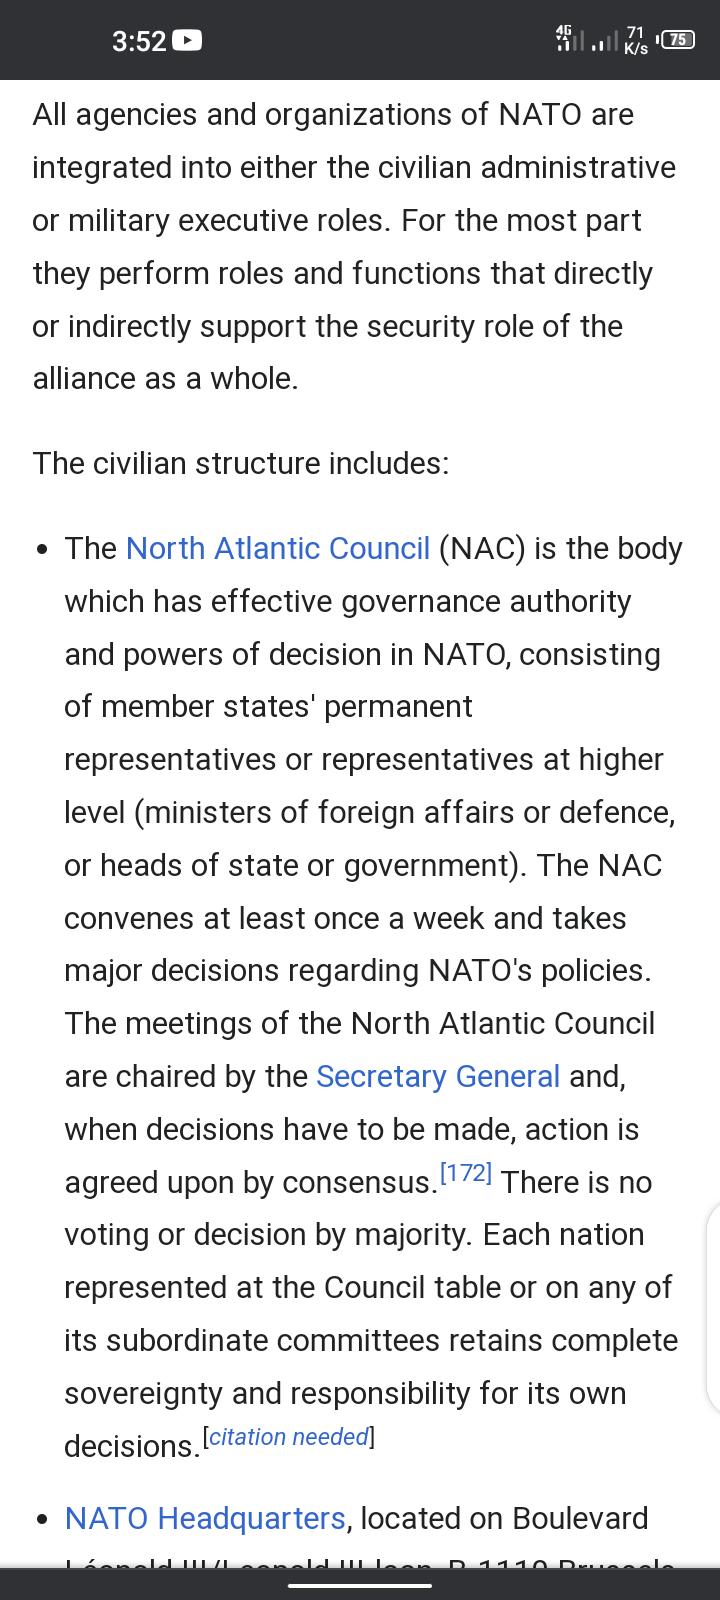 3:52
4G
71
K/s
75
All agencies and organizations of NATO are
integrated into either the civilian administrative
or military executive roles. For the most part
they perform roles and functions that directly
or indirectly support the security role of the
alliance as a whole.
The civilian structure includes:
• The North Atlantic Council (NAC) is the body
which has effective governance authority
and powers of decision in NATO, consisting
of member states' permanent
representatives or representatives at higher
level (ministers of foreign affairs or defence,
or heads of state or government). The NAC
convenes at least once a week and takes
major decisions regarding NATO's policies.
The meetings of the North Atlantic Council
are chaired by the Secretary General and,
when decisions have to be made, action is
agreed upon by consensus.[172] There is no
voting or decision by majority. Each nation
represented at the Council table or on any of
its subordinate committees retains complete
sovereignty and responsibility for its own
decisions.[citation needed]
• NATO Headquarters, located on Boulevard
Léopold III/Leopold III-laan, B-1110 Brussels